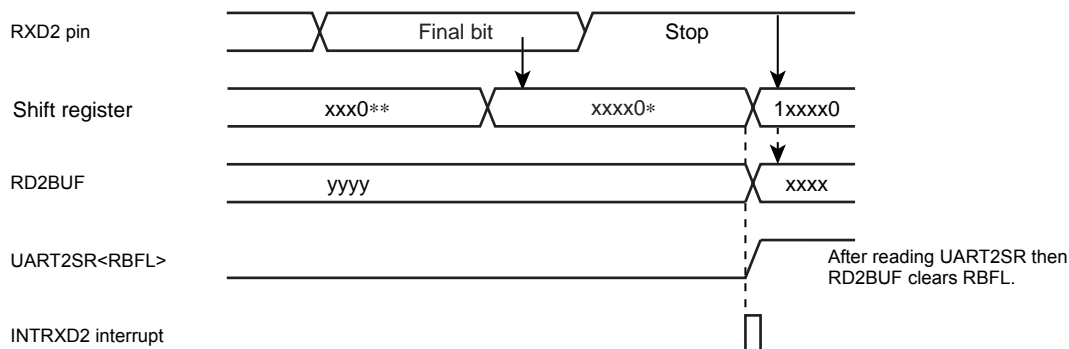 RXD2 pin Final bit Stop
Shift register xxx0** xxxx0* 1xxxx0
RD2BUF yyyy xxxx
UART2SR<RBFL> After reading UART2SR then
RD2BUF clears RBFL.
INTRXD2 interrupt